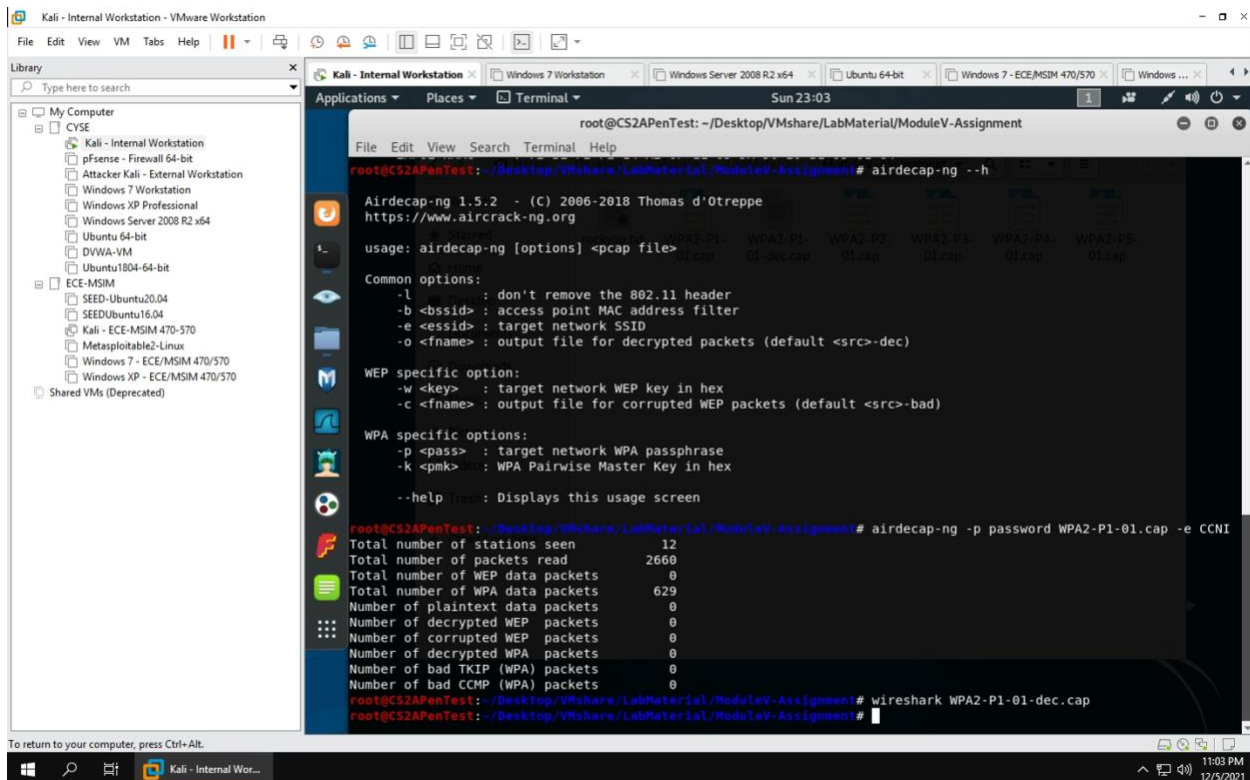 Kali - Internal Workstation - VMware Workstation
File Edit View VM Tabs Help
Library
Type here to search
My Computer
CYSE
Kali - Internal Workstation
pFsense - Firewall 64-bit
Attacker Kali - External Workstation
Windows 7 Workstation
Windows XP Professional
Windows Server 2008 R2 x64
Ubuntu 64-bit
DVWA-VM
Ubuntu1804-64-bit
ECE-MSIM
SEED-Ubuntu20.04
SEEDUbuntu16.04
Kali - ECE-MSIM 470-570
Metasploitable2-Linux
Windows 7 - ECE/MSIM 470/570
Windows XP - ECE/MSIM 470/570
Shared VMs (Deprecated)
Kali - Internal Workstation Windows 7 Workstation Windows Server 2008 R2 x64 Ubuntu 64-bit Windows 7 - ECE/MSIM 470/570 Windows ...
Applications Places Terminal Sun 23:03 1
root@CS2APenTest: ~/Desktop/VMshare/LabMaterial/ModuleV-Assignment
File Edit View Search Terminal Help
root@CS2APenTest:~/Desktop/VMshare/LabMaterial/ModuleV-Assignment# airdecap-ng --h
Airdecap-ng 1.5.2 - (C) 2006-2018 Thomas d'Otreppe
https://www.aircrack-ng.org
usage: airdecap-ng [options] <pcap file>
Common options:
-l : don't remove the 802.11 header
-b <bssid> : access point MAC address filter
-e <essid> : target network SSID
-o <fname> : output file for decrypted packets (default <src>-dec)
WEP specific option:
-w <key> : target network WEP key in hex
-c <fname> : output file for corrupted WEP packets (default <src>-bad)
WPA specific options:
-p <pass> : target network WPA passphrase
-k <pmk> : WPA Pairwise Master Key in hex
--help : Displays this usage screen
root@CS2APenTest:~/Desktop/VMshare/LabMaterial/ModuleV-Assignment# airdecap-ng -p password WPA2-P1-01.cap -e CCNI
Total number of stations seen 12
Total number of packets read 2660
Total number of WEP data packets 0
Total number of WPA data packets 629
Number of plaintext data packets 0
Number of decrypted WEP packets 0
Number of corrupted WEP packets 0
Number of decrypted WPA packets 0
Number of bad TKIP (WPA) packets 0
Number of bad CCMP (WPA) packets 0
root@CS2APenTest:~/Desktop/VMshare/LabMaterial/ModuleV-Assignment# wireshark WPA2-P1-01-dec.cap
root@CS2APenTest:~/Desktop/VMshare/LabMaterial/ModuleV-Assignment#
To return to your computer, press Ctrl+Alt.
Kali - Internal Wor...
11:03 PM
12/5/2021